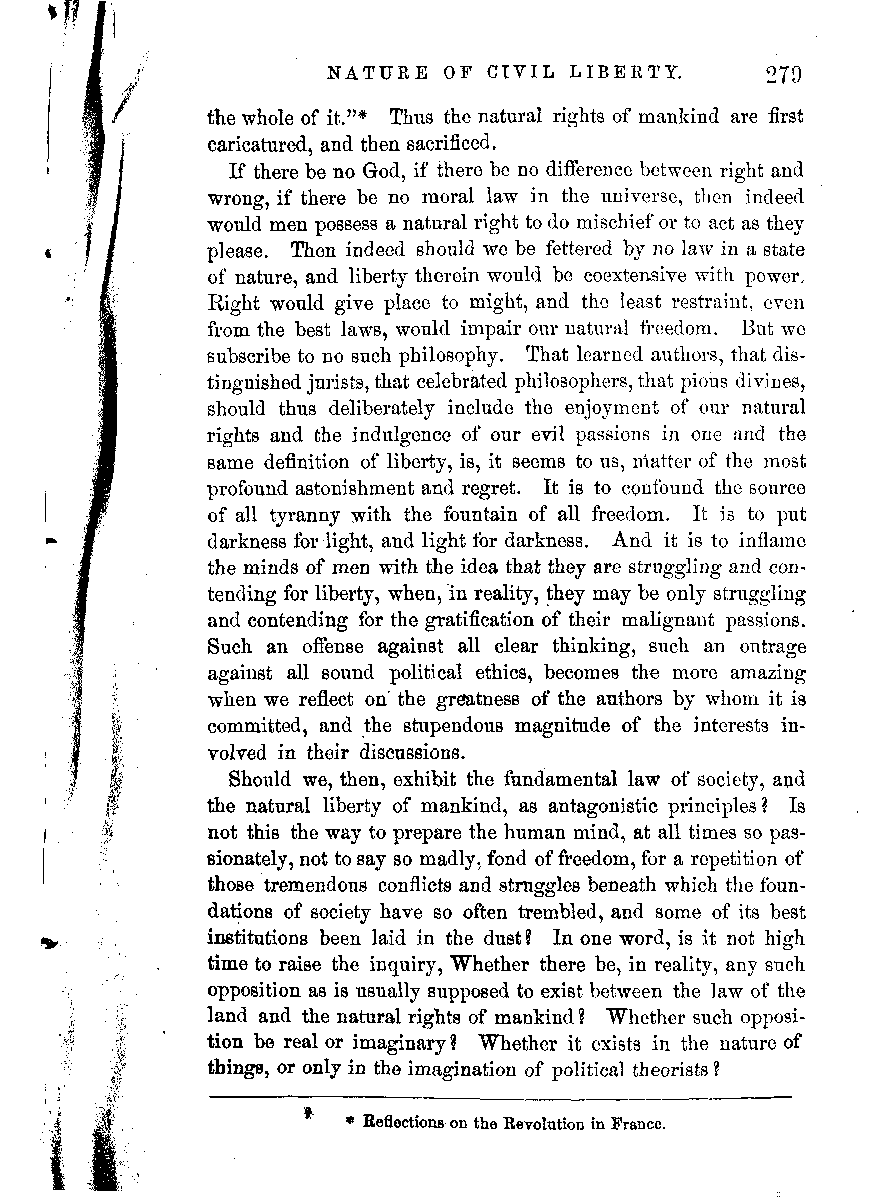 NATURE OF CIVIL LIBERTY. 279
the whole of it."* Thus the natural rights of mankind are first
caricatured, and then sacrificed.
If there be no God, if there be no difference between right and
wrong, if there be no moral law in the universe, then indeed
would men possess a natural right to do mischief or to act as they
please. Then indeed should we be fettered by no law in a state
of nature, and liberty therein would be coextensive with power.
Right would give place to might, and the least restraint, even
from the best laws, would impair our natural freedom. But we
subscribe to no such philosophy. That learned authors, that dis-
tinguished jurists, that celebrated philosophers, that pious divines,
should thus deliberately include the enjoyment of our natural
rights and the indulgence of our evil passions in one and the
same definition of liberty, is, it seems to us, matter of the most
profound astonishment and regret. It is to confound the source
of all tyranny with the fountain of all freedom. It is to put
darkness for light, and light for darkness. And it is to inflame
the minds of men with the idea that they are struggling and con-
tending for liberty, when, in reality, they may be only struggling
and contending for the gratification of their malignant passions.
Such an offense against all clear thinking, such an outrage
against all sound political ethics, becomes the more amazing
when we reflect on the greatness of the authors by whom it is
committed, and the stupendous magnitude of the interests in-
volved in their discussions.
Should we, then, exhibit the fundamental law of society, and
the natural liberty of mankind, as antagonistic principles? Is
not this the way to prepare the human mind, at all times so pas-
sionately, not to say so madly, fond of freedom, for a repetition of
those tremendous conflicts and struggles beneath which the foun-
dations of society have so often trembled, and some of its best
institutions been laid in the dust? In one word, is it not high
time to raise the inquiry, Whether there be, in reality, any such
opposition as is usually supposed to exist between the law of the
land and the natural rights of mankind? Whether such opposi-
tion be real or imaginary? Whether it exists in the nature of
things, or only in the imagination of political theorists?
* Reflections on the Revolution in France.